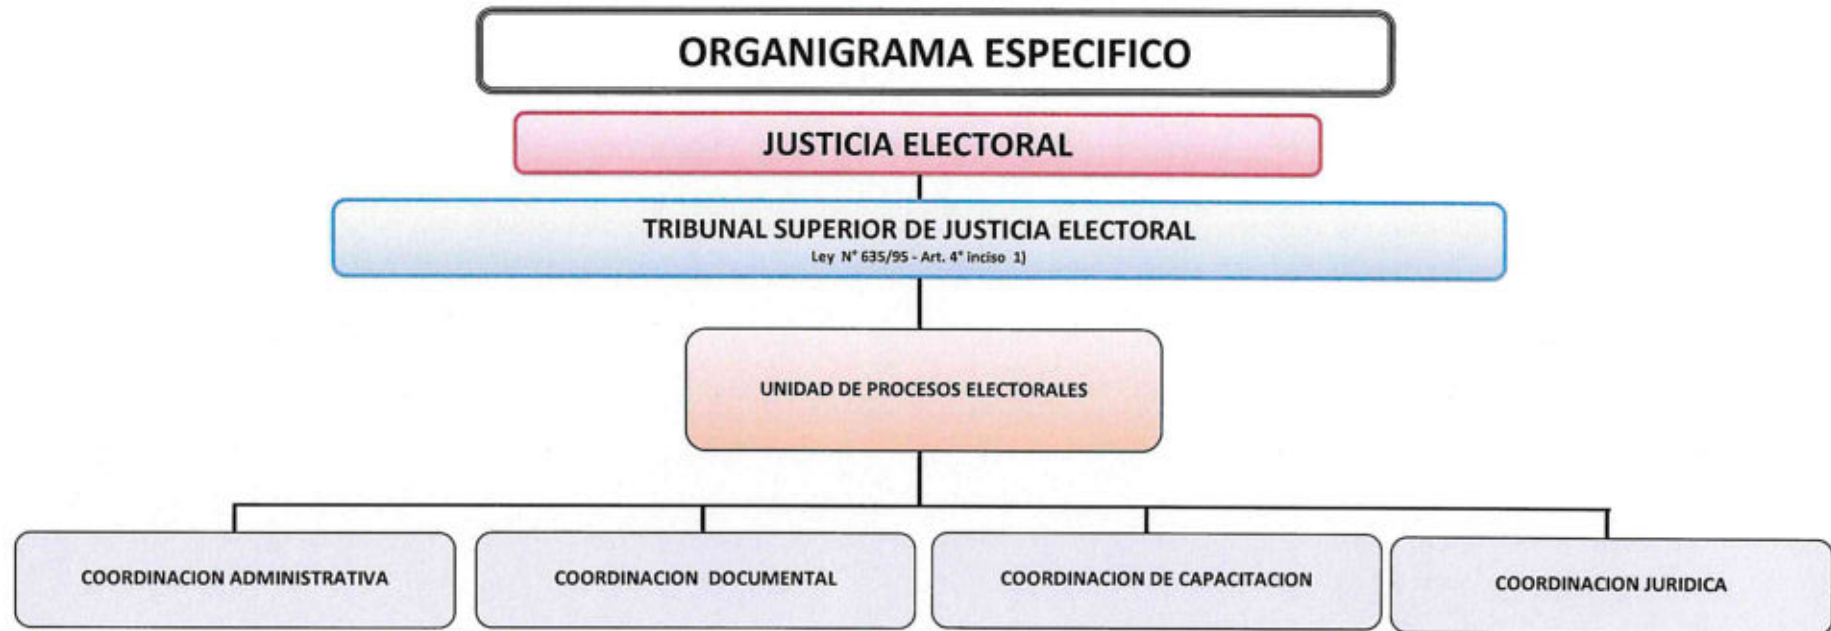 ORGANIGRAMA ESPECIFICO
JUSTICIA ELECTORAL
TRIBUNAL SUPERIOR DE JUSTICIA ELECTORAL
Ley N° 635/95 - Art. 4° inciso 1)
UNIDAD DE PROCESOS ELECTORALES
COORDINACION ADMINISTRATIVA
COORDINACION DOCUMENTAL
COORDINACION DE CAPACITACION
COORDINACION JURIDICA